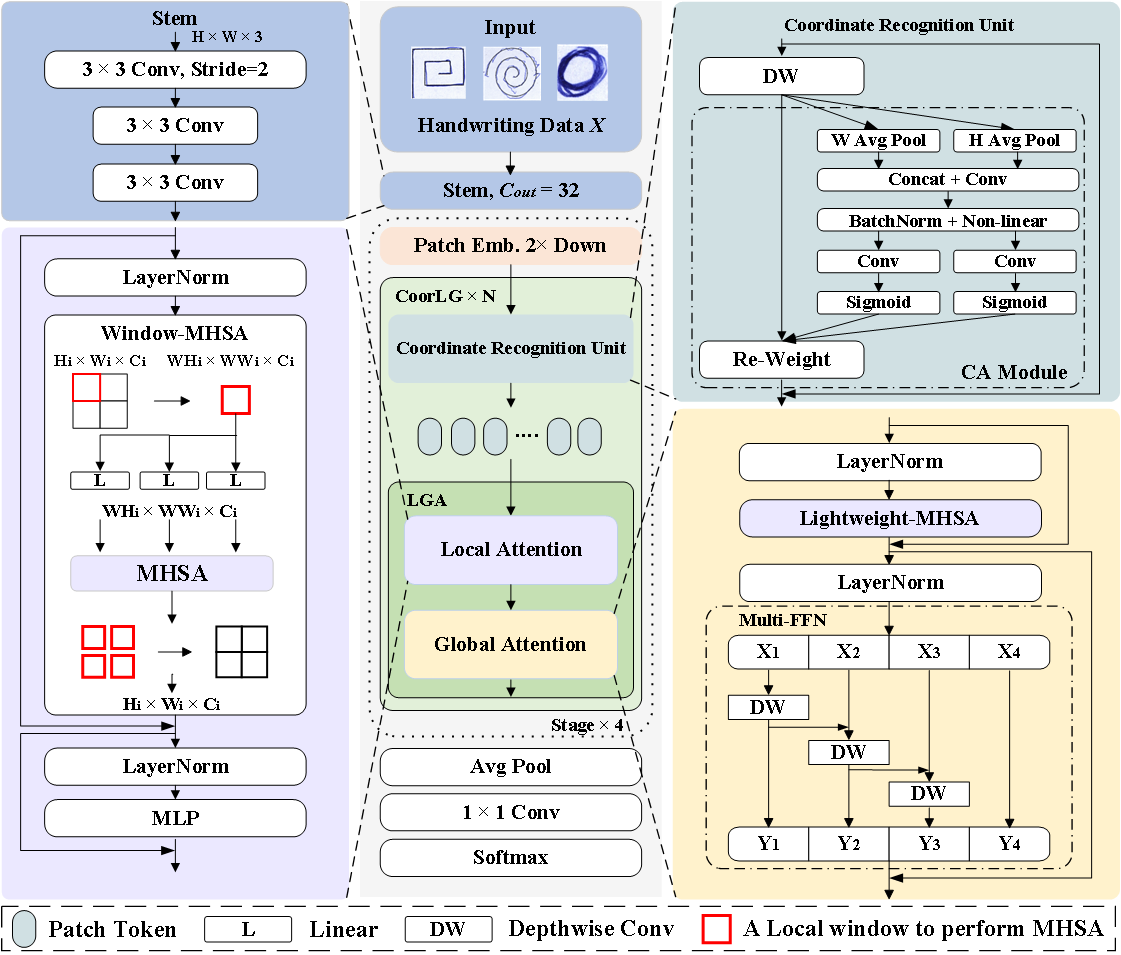 Stem
H × W × 3
3 × 3 Conv, Stride=2
3 × 3 Conv
3 × 3 Conv
LayerNorm
Window-MHSA
Hi × Wi × Ci
WHi × WWi × Ci
L
L
L
WHi × WWi × Ci
MHSA
Hi × Wi × Ci
LayerNorm
MLP
Input
Handwriting Data X
Stem, Cout = 32
Patch Emb. 2× Down
CoorLG × N
Coordinate Recognition Unit
....
LGA
Local Attention
Global Attention
Stage × 4
Avg Pool
1 × 1 Conv
Softmax
Coordinate Recognition Unit
DW
W Avg Pool
H Avg Pool
Concat + Conv
BatchNorm + Non-linear
Conv
Conv
Sigmoid
Sigmoid
Re-Weight
CA Module
LayerNorm
Lightweight-MHSA
LayerNorm
Multi-FFN
X1 X2 X3 X4
DW
DW
DW
Y1 Y2 Y3 Y4
Patch Token
L
Linear
DW
Depthwise Conv
A Local window to perform MHSA